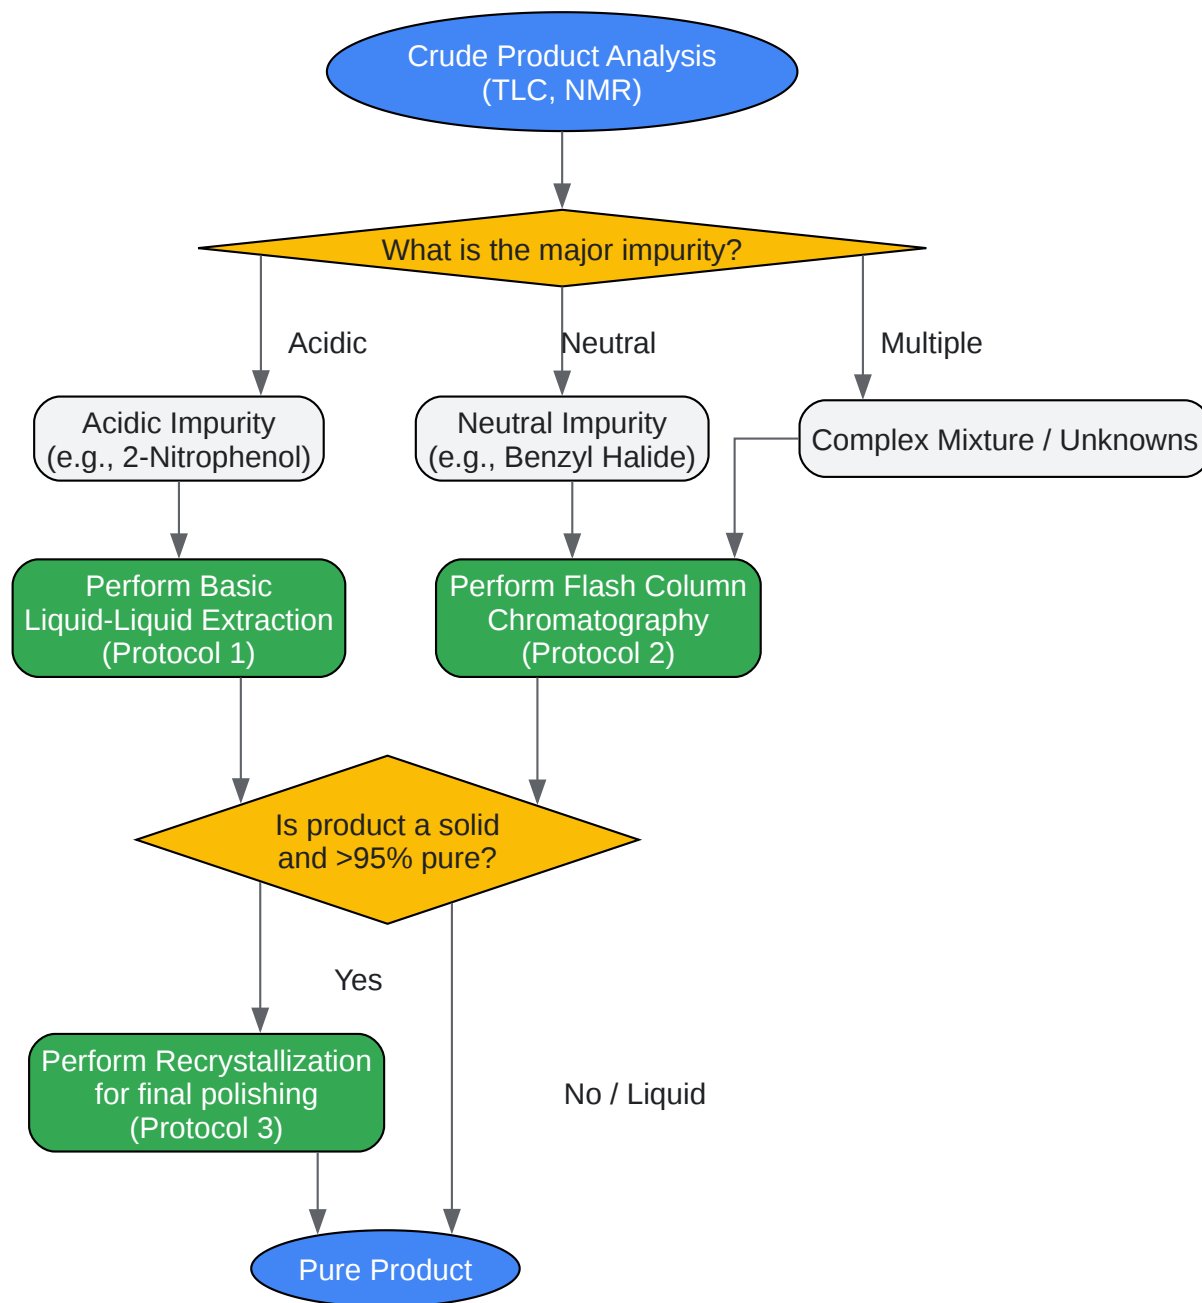 Crude Product Analysis
(TLC, NMR)
What is the major impurity?
Acidic
Neutral
Multiple
Acidic Impurity
(e.g., 2-Nitrophenol)
Neutral Impurity
(e.g., Benzyl Halide)
Complex Mixture / Unknowns
Perform Basic
Liquid-Liquid Extraction
(Protocol 1)
Perform Flash Column
Chromatography
(Protocol 2)
Is product a solid
and >95% pure?
Yes
Perform Recrystallization
for final polishing
(Protocol 3)
No / Liquid
Pure Product